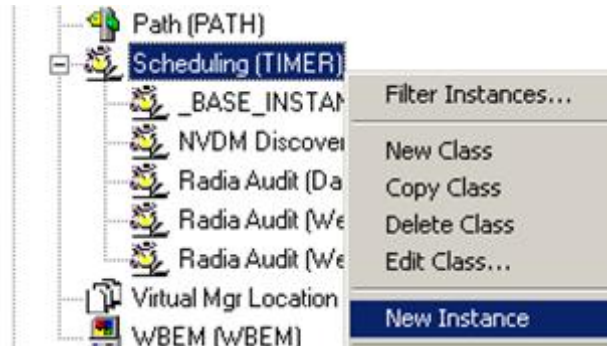 Path (PATH)
Scheduling (TIMER)
_BASE_INSTAN
NVDM Discover
Radia Audit (Da
Radia Audit (We
Radia Audit (We
Virtual Mgr Location
WBEM (WBEM)
Filter Instances...
New Class
Copy Class
Delete Class
Edit Class...
New Instance